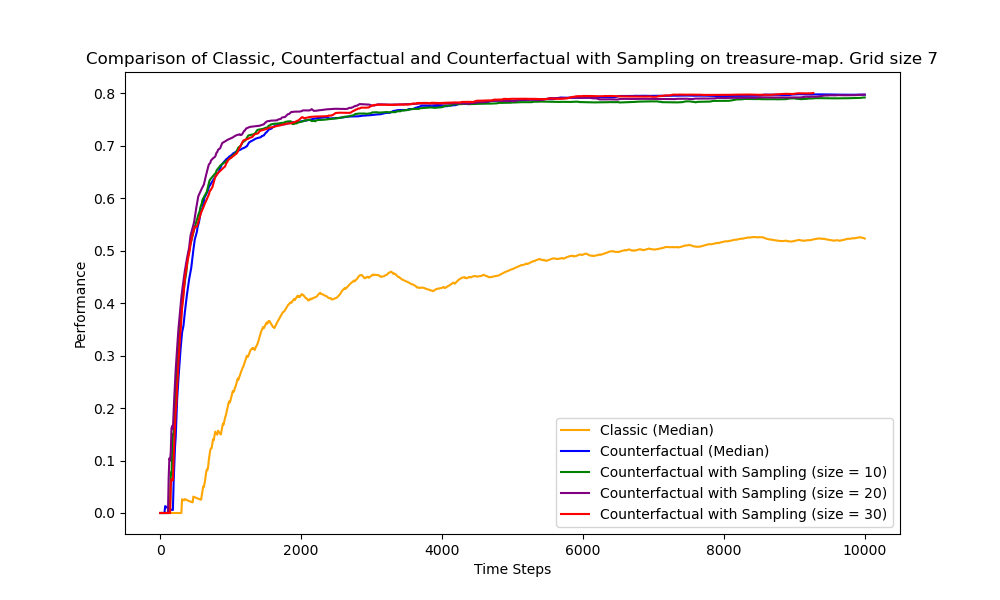 Comparison of Classic, Counterfactual and Counterfactual with Sampling on treasure-map. Grid size 7
Performance
0.8
0.7
0.6
0.5
0.4
0.3
0.2
0.1
0.0
Classic (Median)
Counterfactual (Median)
Counterfactual with Sampling (size = 10)
Counterfactual with Sampling (size = 20)
Counterfactual with Sampling (size = 30)
0 2000 4000 6000 8000 10000
Time Steps